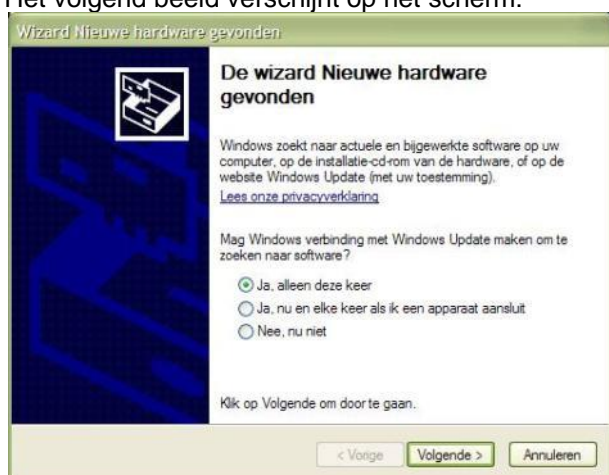 Het volgend beeld verschijnt op het scherm:
Wizard Nieuwe hardware gevonden
De wizard Nieuwe hardware
gevonden
Windows zoekt naar actuele en bijgewerkte software op uw
computer, op de installatie-cd-rom van de hardware, of op de
website Windows Update (met uw toestemming).
Lees onze privacyverklaring
Mag Windows verbinding met Windows Update maken om te
zoeken naar software?
Ja, alleen deze keer
Ja, nu en elke keer als ik een apparaat aansluit
Nee, nu niet
Klik op Volgende om door te gaan.
< Vorige Volgende > Annuleren